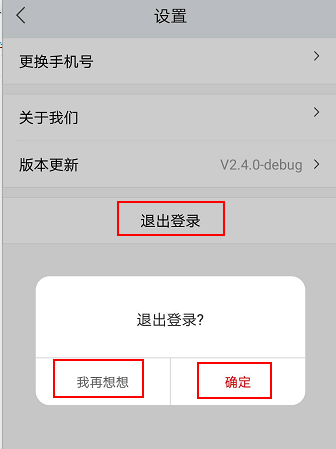 设置
更换手机号
关于我们
版本更新 V2.4.0-debug
退出登录
退出登录?
我再想想 确定